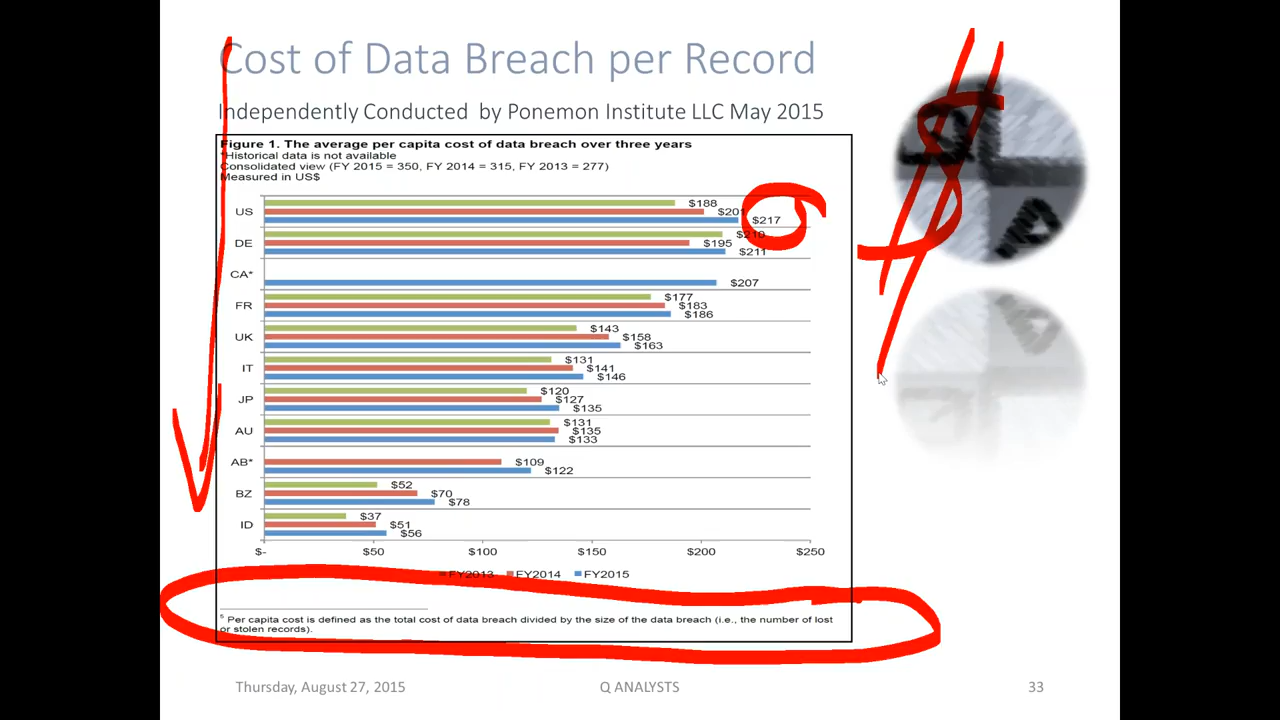 Cost of Data Breach per Record
Independently Conducted by Ponemon Institute LLC May 2015
Figure 1. The average per capita cost of data breach over three years
*Historical data is not available
Consolidated view (FY 2015 = 350, FY 2014 = 315, FY 2013 = 277)
Measured in US$
US
$188
$201
$217
DE
$210
$195
$211
CA*
$207
FR
$177
$183
$186
UK
$143
$158
$163
IT
$131
$141
$146
JP
$120
$127
$135
AU
$131
$135
$133
AB*
$109
$122
BZ
$52
$70
$78
ID
$37
$51
$56
$- $50 $100 $150 $200 $250
FY2013 FY2014 FY2015
5 Per capita cost is defined as the total cost of data breach divided by the size of the data breach (i.e., the number of lost
or stolen records).
Thursday, August 27, 2015 Q ANALYSTS 33
$